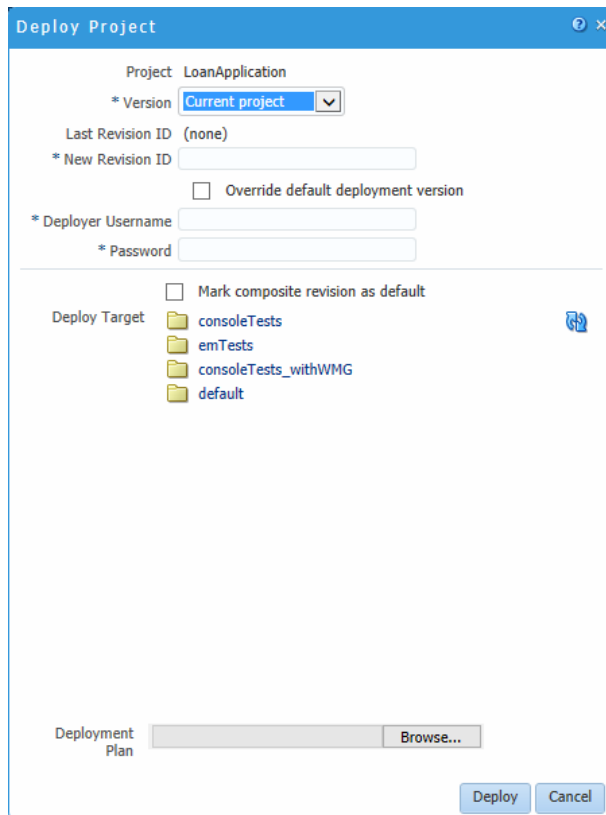 Deploy Project
Project LoanApplication
* Version Current project
Last Revision ID (none)
* New Revision ID
Override default deployment version
* Deployer Username
* Password
Mark composite revision as default
Deploy Target consoleTests
emTests
consoleTests_withWMG
default
Deployment Plan Browse...
Deploy Cancel